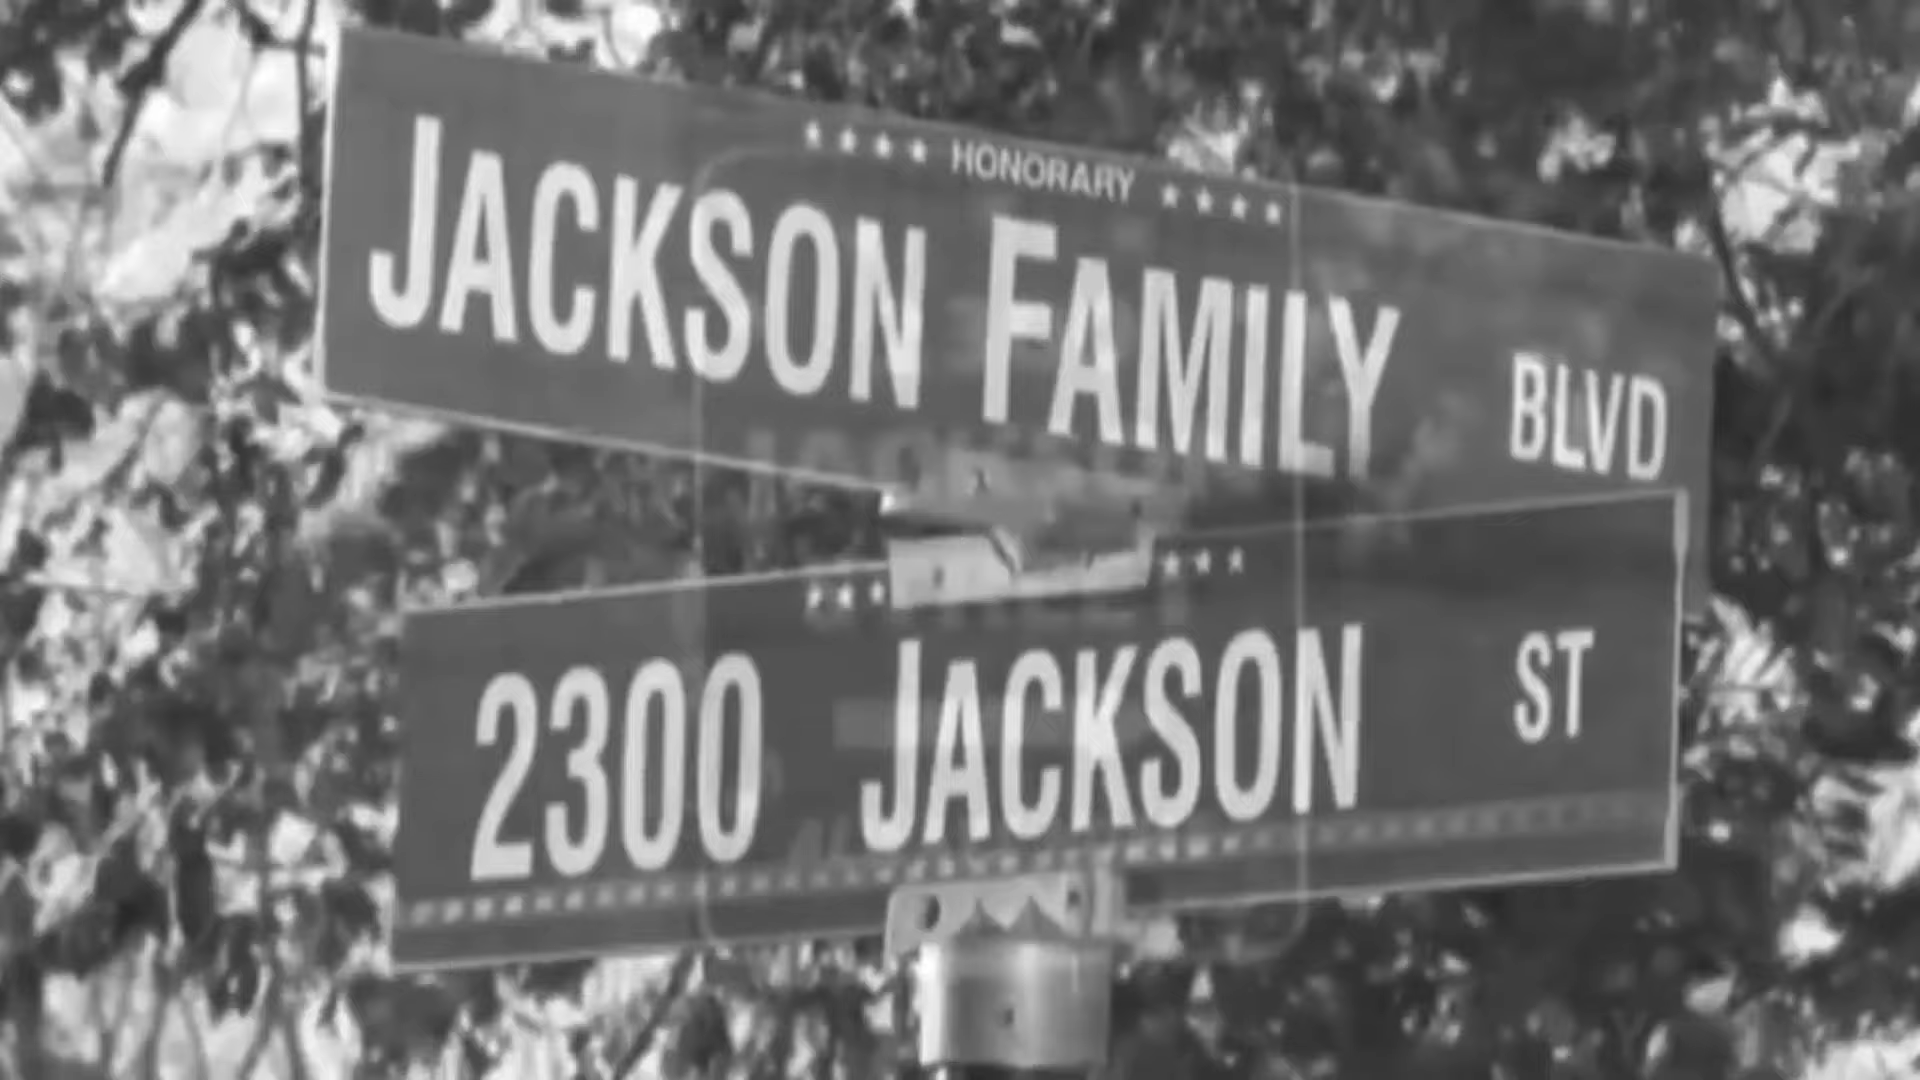 ★★★★ HONORARY ★★★★
JACKSON FAMILY BLVD
2300 JACKSON ST